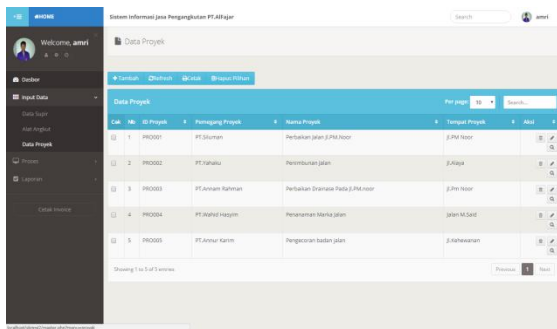 #HOME
Sistem Informasi Jasa Pengangkutan PT.AlFajar
Search
amri
Welcome, amri
Data Proyek
Dasbor
Tambah Refresh Cetak Hapus Pilihan
Input Data
Data Supir
Alat Angkut
Data Proyek
Proses
Laporan
Cetak Invoice
Data Proyek
Per page: 10 Search...
Cek No ID Proyek Pemegang Proyek Nama Proyek Tempat Proyek Aksi
1 PRO001 PT.Siluman Perbaikan Jalan Jl.PM.Noor Jl.PM Noor
2 PRO002 PT.Yahaku Penimbunan Jalan Jl.Alaya
3 PRO003 PT.Annam Rahman Perbaikan Drainase Pada Jl.PM.noor Jl.Pm Noor
4 PRO004 PT.Wahid Hasyim Penanaman Marka Jalan Jalan M.Said
5 PRO005 PT.Annur Karim Pengecoran badan jalan Jl.Kahewanan
Showing 1 to 5 of 5 entries
Previous 1 Next